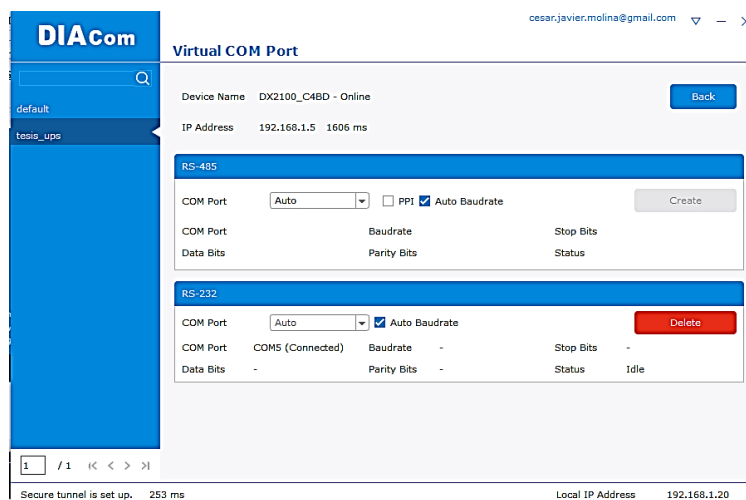 cesar.javier.molina@gmail.com
DIACom
Virtual COM Port
default
tesis_ups
Device Name DX2100_C4BD - Online
Back
IP Address 192.168.1.5 1606 ms
RS-485
COM Port Auto PPI Auto Baudrate Create
COM Port Baudrate Stop Bits
Data Bits Parity Bits Status
RS-232
COM Port Auto Auto Baudrate Delete
COM Port COM5 (Connected) Baudrate - Stop Bits -
Data Bits - Parity Bits - Status Idle
1 / 1
Secure tunnel is set up. 253 ms Local IP Address 192.168.1.20